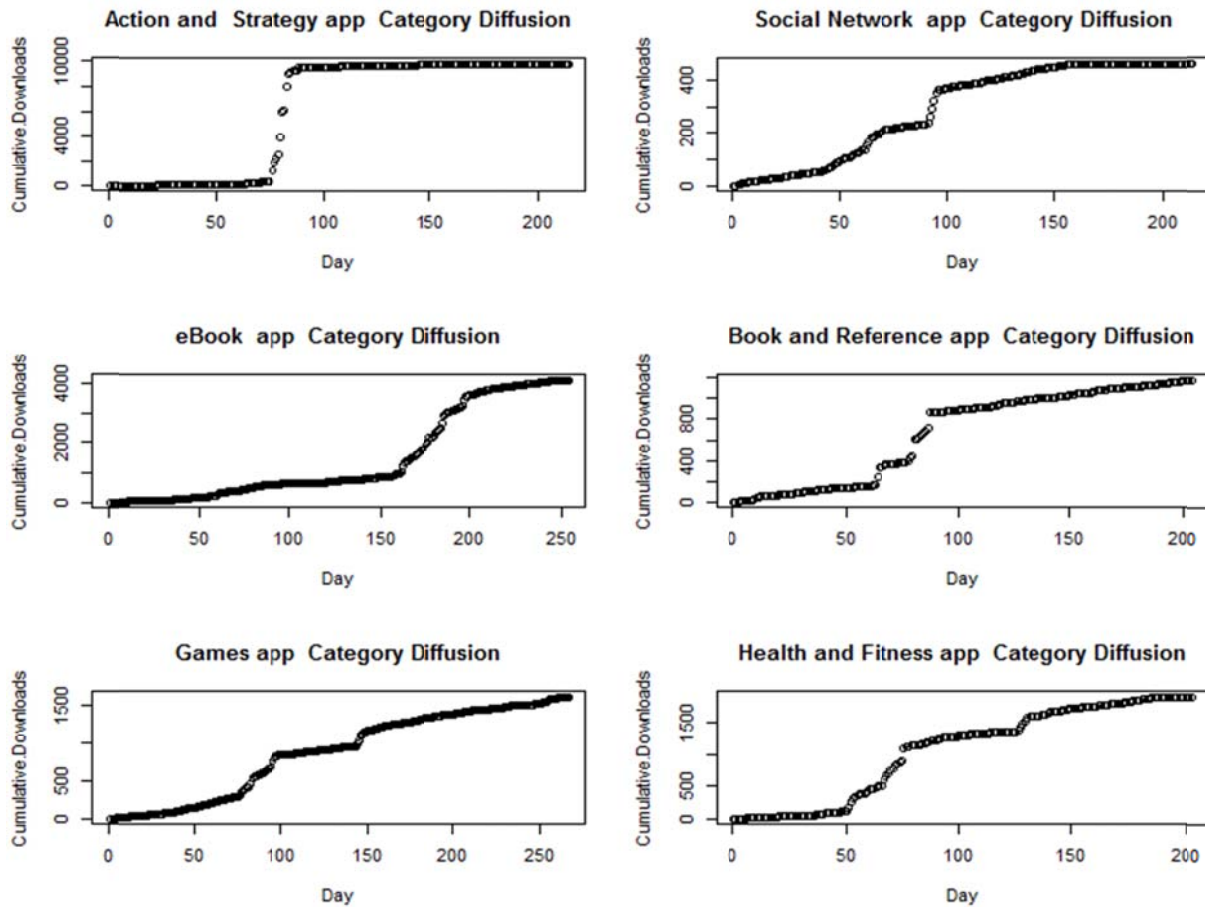 Action and Strategy app Category Diffusion
Cumulative.Downloads
0 4000 10000
0 50 100 150 200
Day
Social Network app Category Diffusion
Cumulative.Downloads
0 200 400
0 50 100 150 200
Day
eBook app Category Diffusion
Cumulative.Downloads
0 2000 4000
0 50 100 150 200 250
Day
Book and Reference app Category Diffusion
Cumulative.Downloads
0 400 800
0 50 100 150 200
Day
Games app Category Diffusion
Cumulative.Downloads
0 500 1500
0 50 100 150 200 250
Day
Health and Fitness app Category Diffusion
Cumulative.Downloads
0 500 1500
0 50 100 150 200
Day